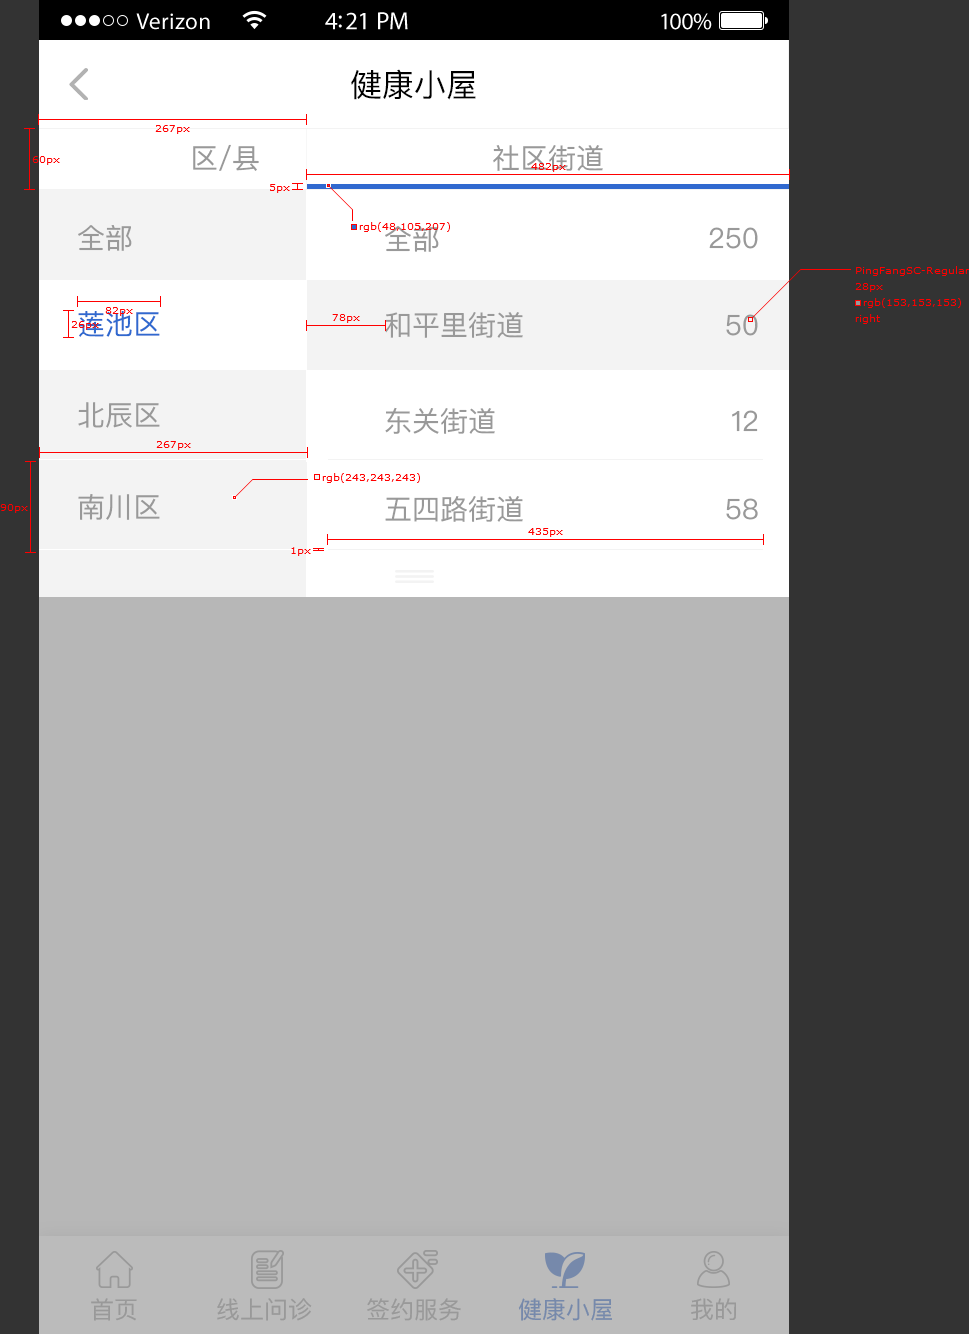 Verizon 4:21 PM 100%
健康小屋
267px
区/县 社区街道
60px
482px
5px
rgb(48,105,207)
全部 全部 250
PingFangSC-Regular
28px
rgb(153,153,153)
right
82px
26px
莲池区 78px 和平里街道 50
北辰区 东关街道 12
267px
rgb(243,243,243)
90px
南川区 五四路街道 58
435px
1px
首页 线上问诊 签约服务 健康小屋 我的